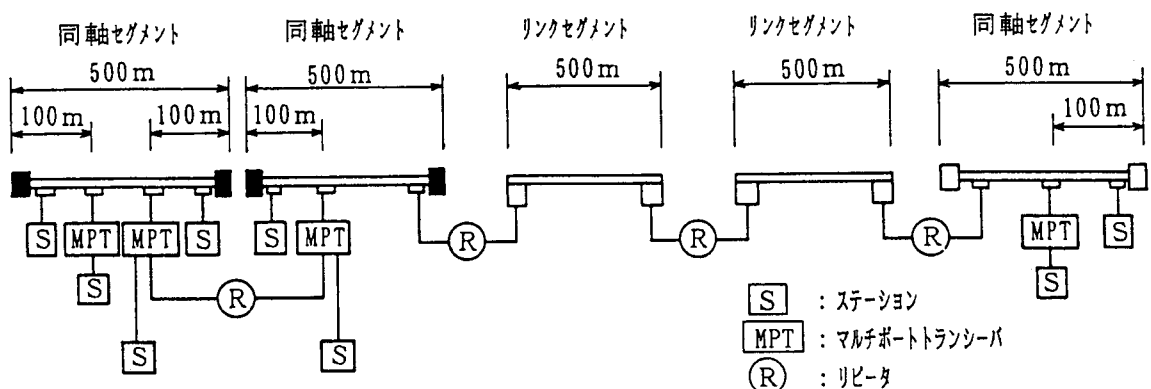 同軸セグメント 同軸セグメント リンクセグメント リンクセグメント 同軸セグメント
500m 500m 500m 500m 500m
100m 100m 100m 100m
S MPT MPT S S MPT R R R MPT S
S R S
S S
S : ステーション
MPT : マルチポートトランシーバ
R : リピータ